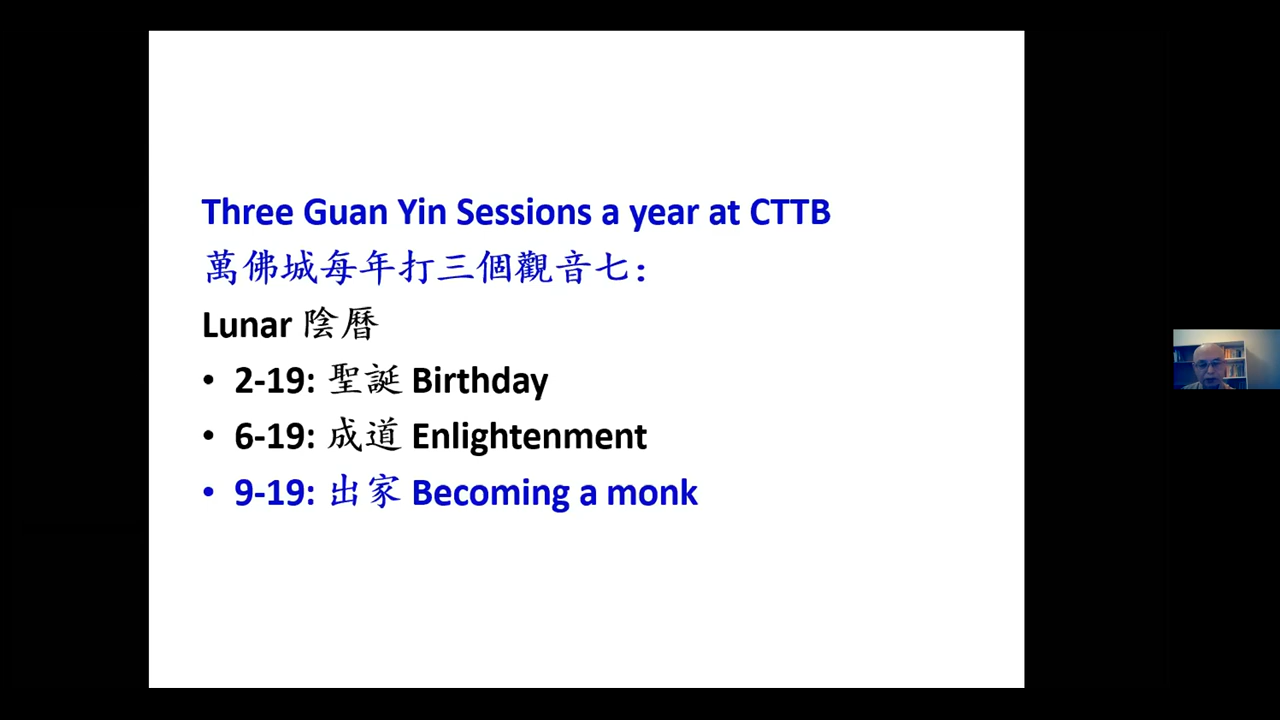 Three Guan Yin Sessions a year at CTTB
萬佛城每年打三個觀音七:
Lunar 陰曆
• 2-19: 聖誕 Birthday
• 6-19: 成道 Enlightenment
• 9-19: 出家 Becoming a monk